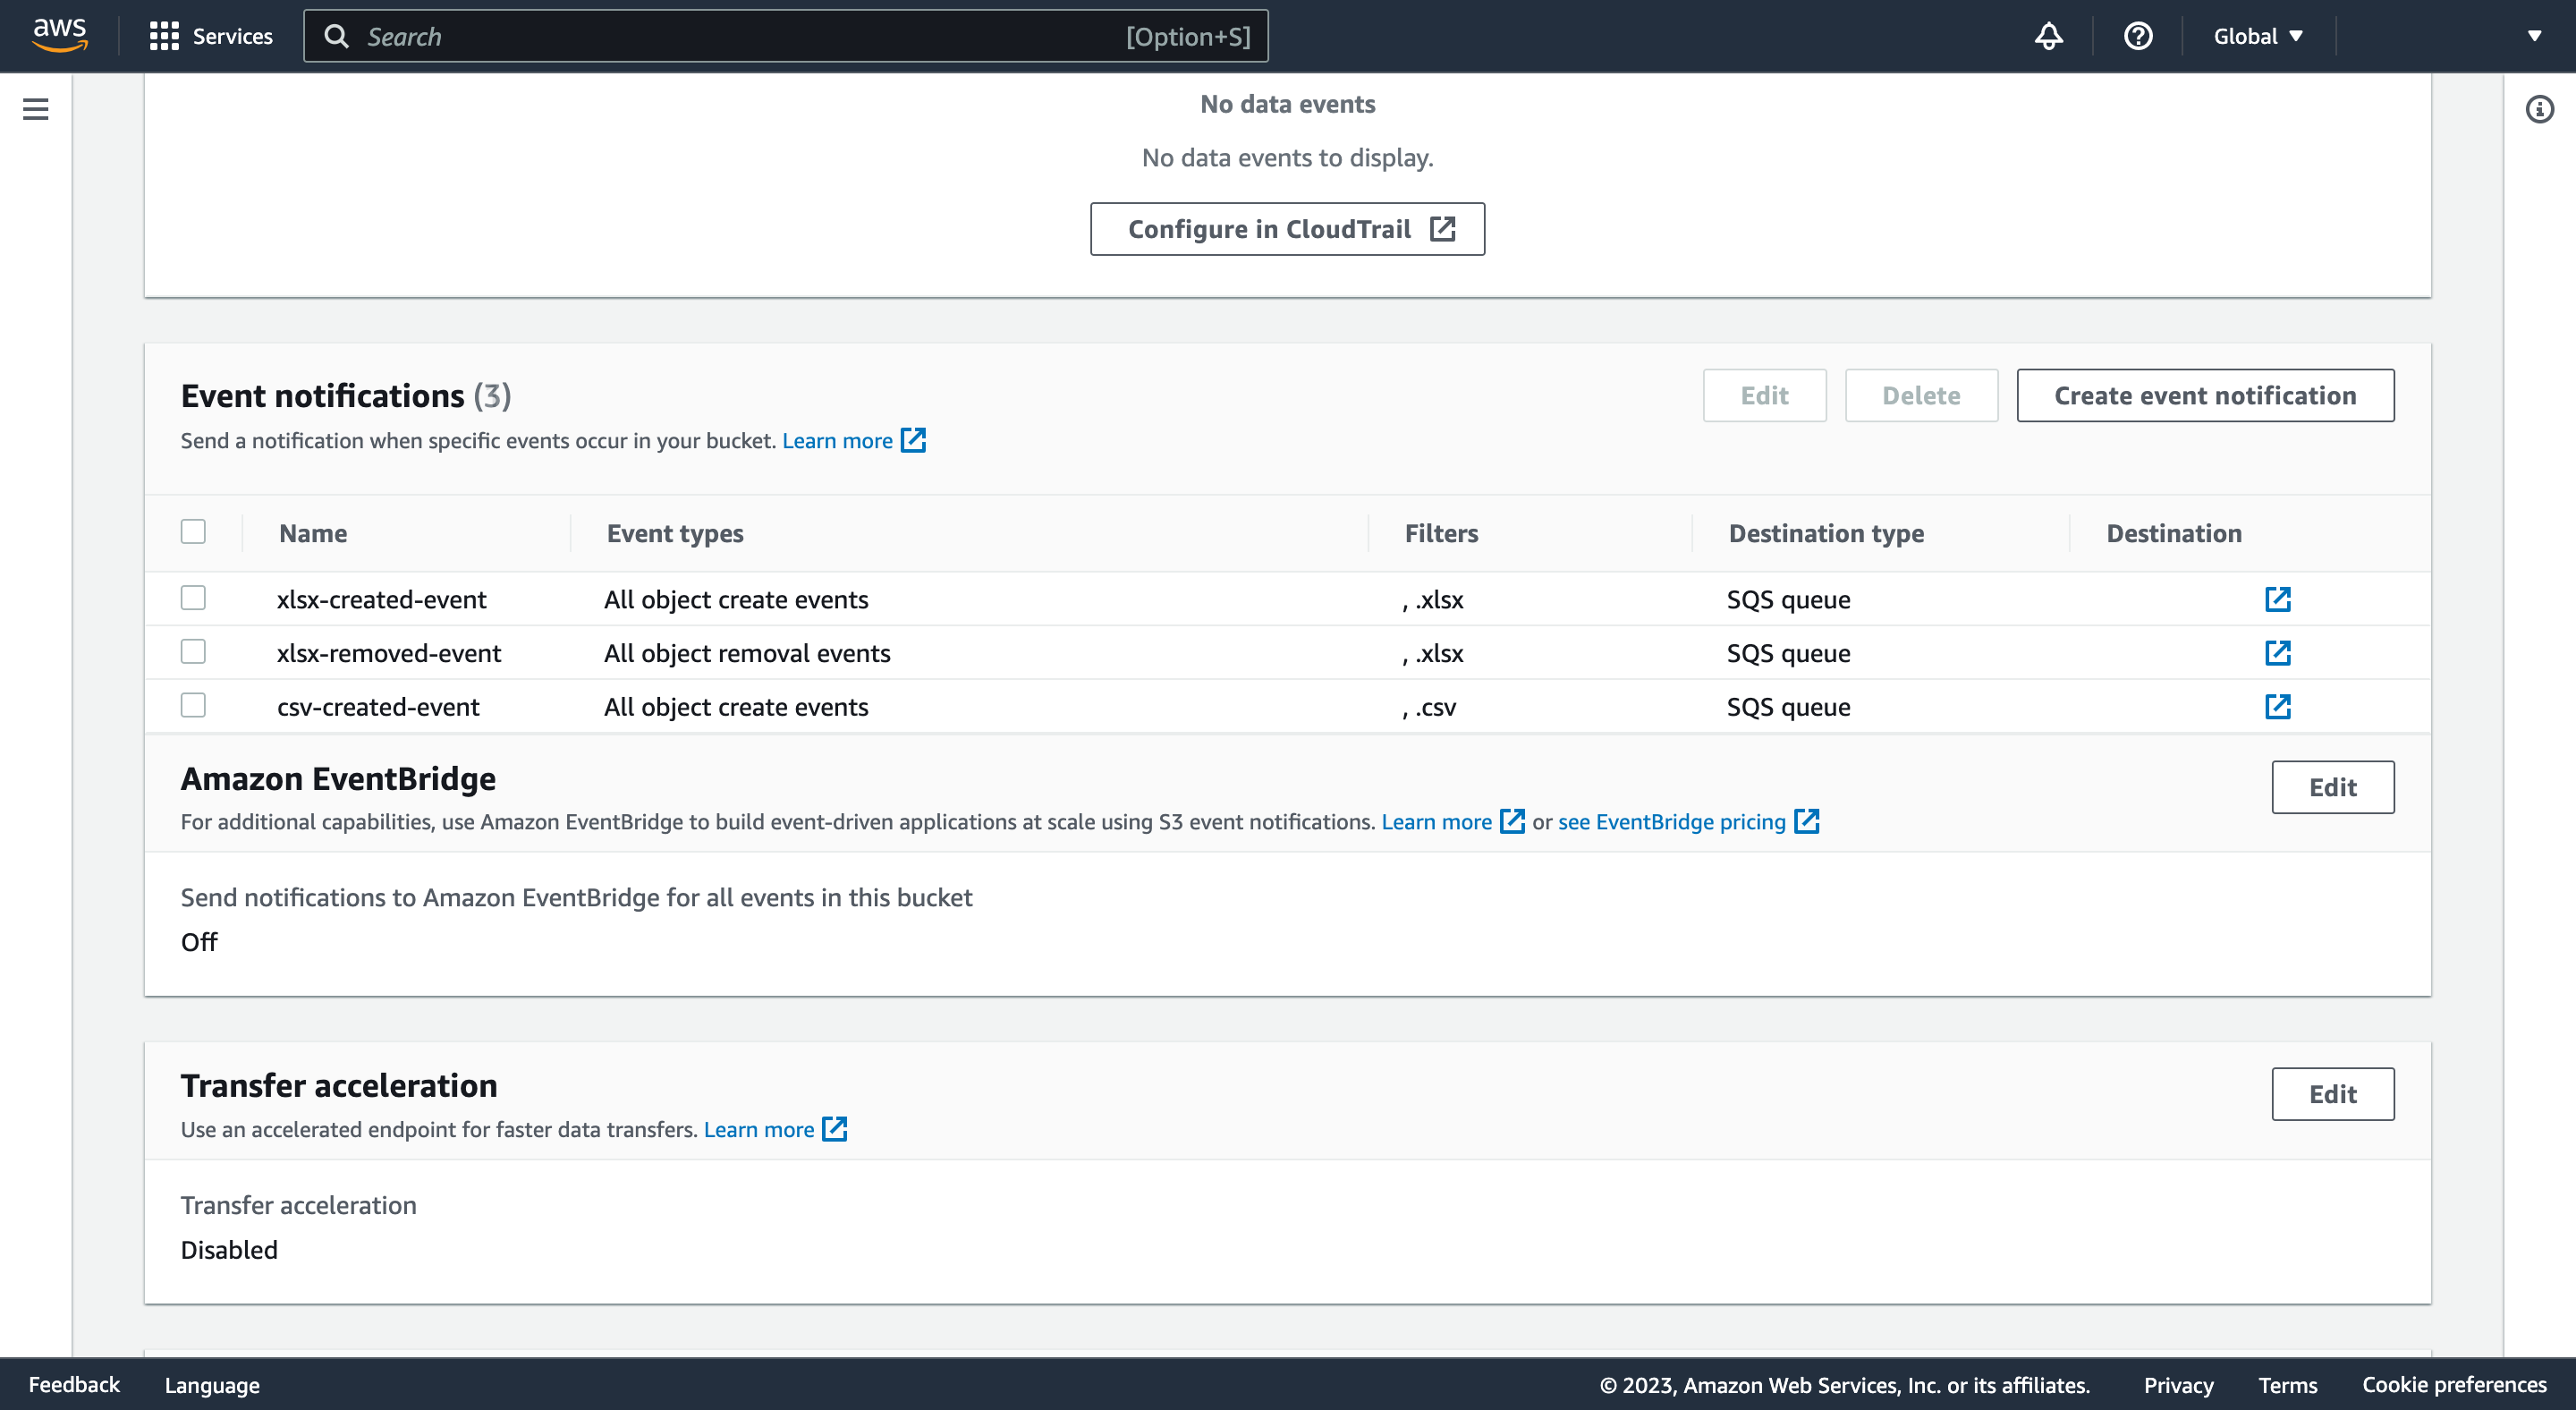 aws Services Search [Option+S] Global
No data events
No data events to display.
Configure in CloudTrail
Event notifications (3) Edit Delete Create event notification
Send a notification when specific events occur in your bucket. Learn more
Name Event types Filters Destination type Destination
xlsx-created-event All object create events , .xlsx SQS queue
xlsx-removed-event All object removal events , .xlsx SQS queue
csv-created-event All object create events , .csv SQS queue
Amazon EventBridge Edit
For additional capabilities, use Amazon EventBridge to build event-driven applications at scale using S3 event notifications. Learn more or see EventBridge pricing
Send notifications to Amazon EventBridge for all events in this bucket
Off
Transfer acceleration Edit
Use an accelerated endpoint for faster data transfers. Learn more
Transfer acceleration
Disabled
Feedback Language © 2023, Amazon Web Services, Inc. or its affiliates. Privacy Terms Cookie preferences